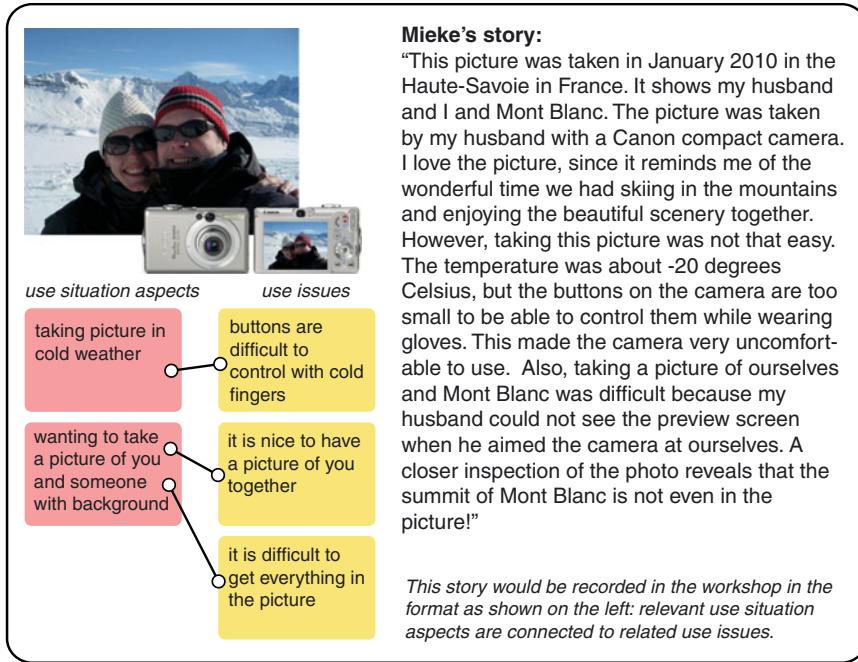 Mieke's story:
“This picture was taken in January 2010 in the
Haute-Savoie in France. It shows my husband
and I and Mont Blanc. The picture was taken
by my husband with a Canon compact camera.
I love the picture, since it reminds me of the
wonderful time we had skiing in the mountains
and enjoying the beautiful scenery together.
However, taking this picture was not that easy.
The temperature was about -20 degrees
Celsius, but the buttons on the camera are too
small to be able to control them while wearing
gloves. This made the camera very uncomfort-
able to use.  Also, taking a picture of ourselves
and Mont Blanc was difficult because my
husband could not see the preview screen
when he aimed the camera at ourselves. A
closer inspection of the photo reveals that the
summit of Mont Blanc is not even in the
picture!”
This story would be recorded in the workshop in the
format as shown on the left: relevant use situation
aspects are connected to related use issues.
use situation aspects
use issues
taking picture in
cold weather
buttons are
difficult to
control with cold
fingers
wanting to take
a picture of you
and someone
with background
it is nice to have
a picture of you
together
it is difficult to
get everything in
the picture